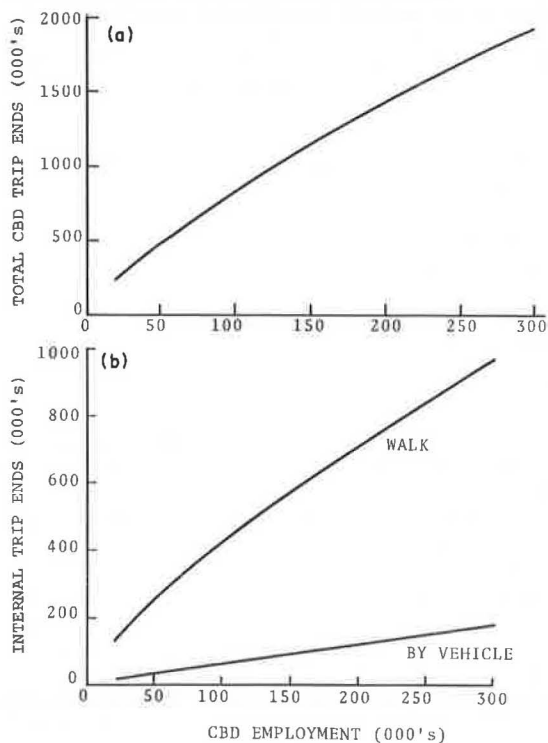 (a)
TOTAL CBD TRIP ENDS (000's)
2000
1500
1000
500
0
0 50 100 150 200 250 300
(b)
INTERNAL TRIP ENDS (000's)
1000
800
600
400
200
0
WALK
BY VEHICLE
0 50 100 150 200 250 300
CBD EMPLOYMENT (000's)